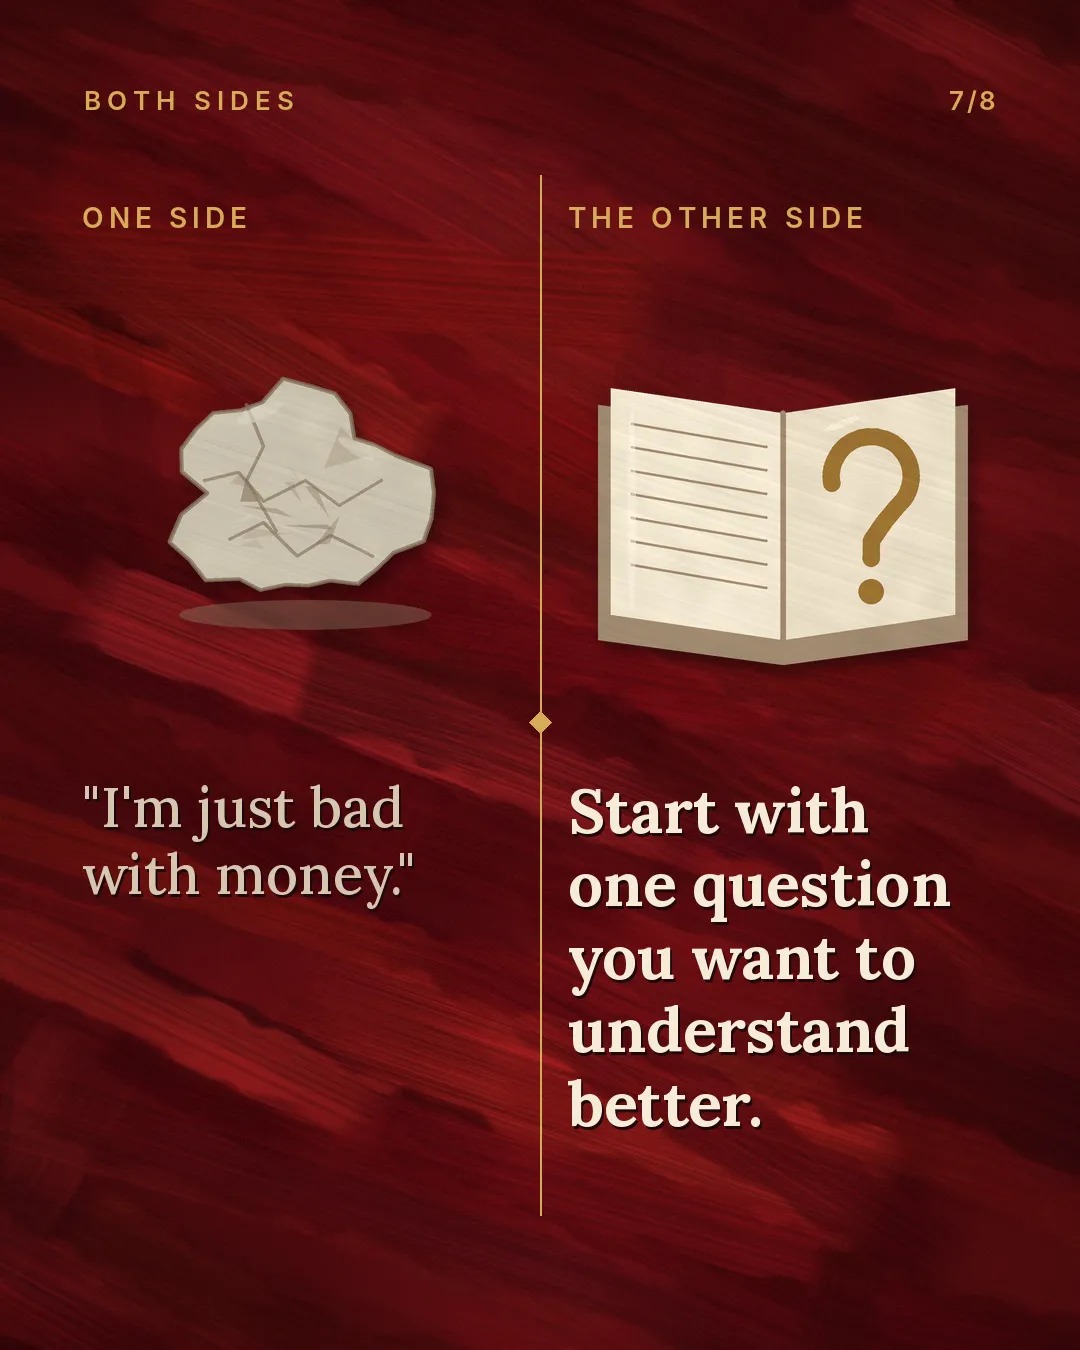 BOTH SIDES
7/8
ONE SIDE
"I'm just bad
with money."
THE OTHER SIDE
?
Start with
one question
you want to
understand
better.